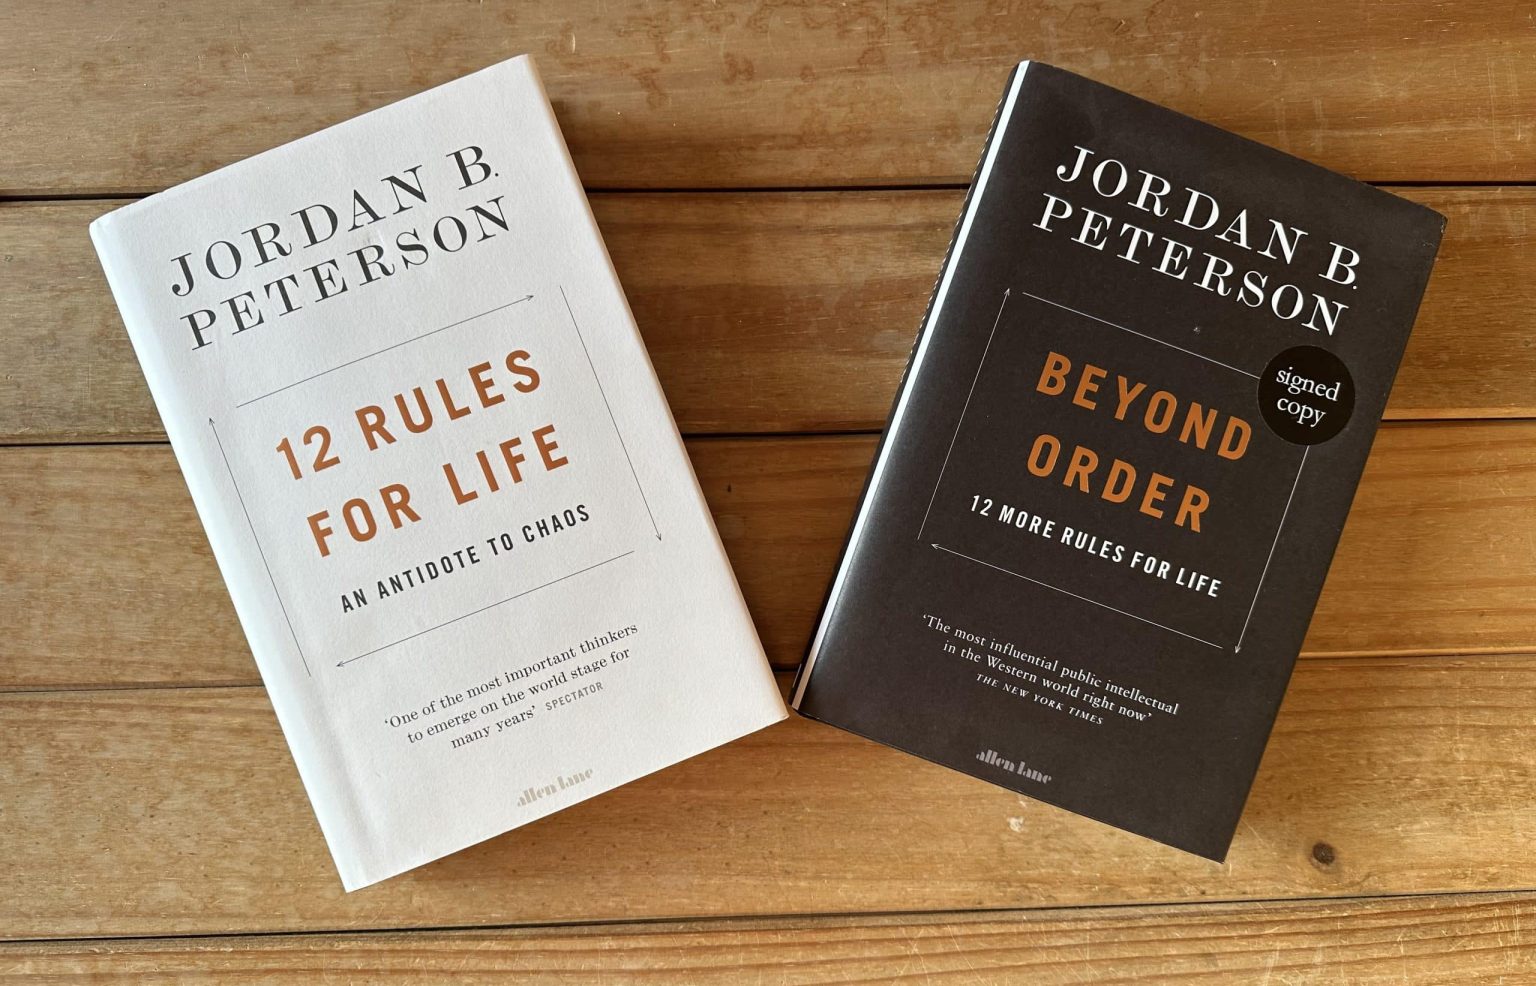 JORDAN B.
PETERSON
12 RULES
FOR LIFE
AN ANTIDOTE TO CHAOS
‘One of the most important thinkers
to emerge on the world stage for
many years’ SPECTATOR
allen lane
JORDAN B.
PETERSON
signed
copy
BEYOND
ORDER
12 MORE RULES FOR LIFE
‘The most influential public intellectual
in the Western world right now’
THE NEW YORK TIMES
allen lane